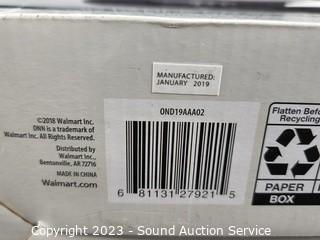 MANUFACTURED:
JANUARY 2019
©2018 Walmart Inc.
ONN is a trademark of
Walmart Inc. All Rights Reserved.
Distributed by
Walmart Inc.,
Bentonville, AR 72716
MADE IN CHINA
Walmart.com
0ND19AAA02
6 81131 27921 5
Flatten Before
Recycling
PAPER
BOX
Copyright 2023 - Sound Auction Service